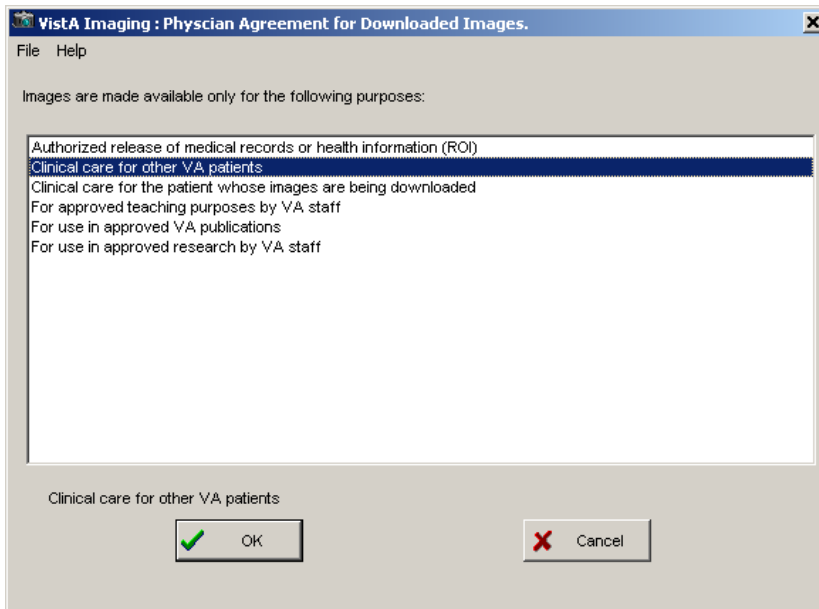 VistA Imaging : Physcian Agreement for Downloaded Images.
File Help
Images are made available only for the following purposes:
Authorized release of medical records or health information (ROI)
Clinical care for other VA patients
Clinical care for the patient whose images are being downloaded
For approved teaching purposes by VA staff
For use in approved VA publications
For use in approved research by VA staff
Clinical care for other VA patients
OK Cancel